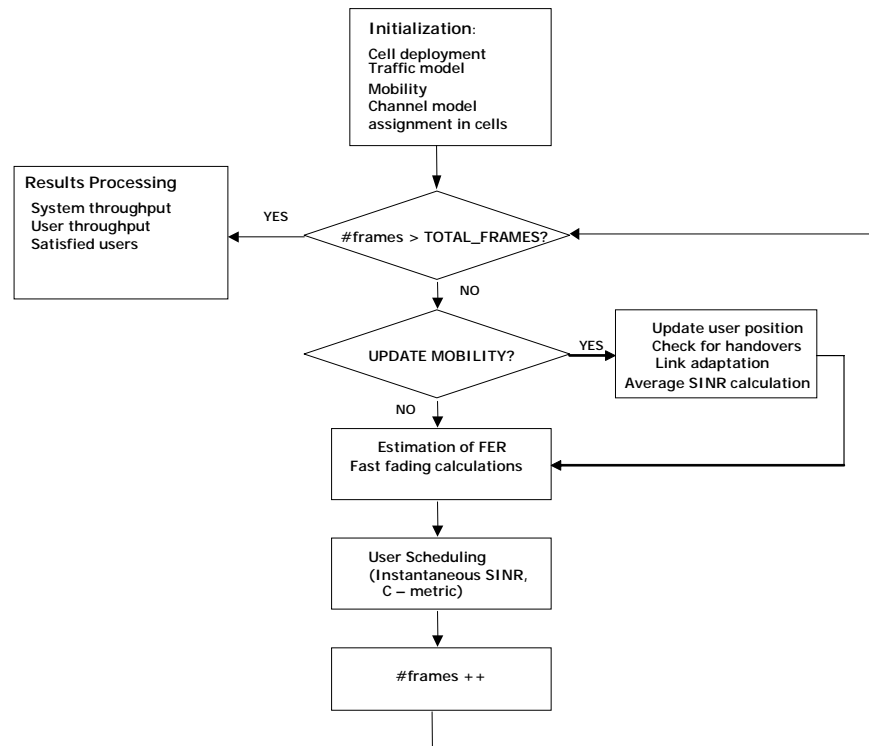 Initialization:
Cell deployment
Traffic model
Mobility
Channel model
assignment in cells
Results Processing
System throughput
User throughput
Satisfied users
YES
#frames > TOTAL_FRAMES?
NO
UPDATE MOBILITY?
YES
Update user position
Check for handovers
Link adaptation
Average SINR calculation
NO
Estimation of FER
Fast fading calculations
User Scheduling
(Instantaneous SINR,
C – metric)
#frames ++